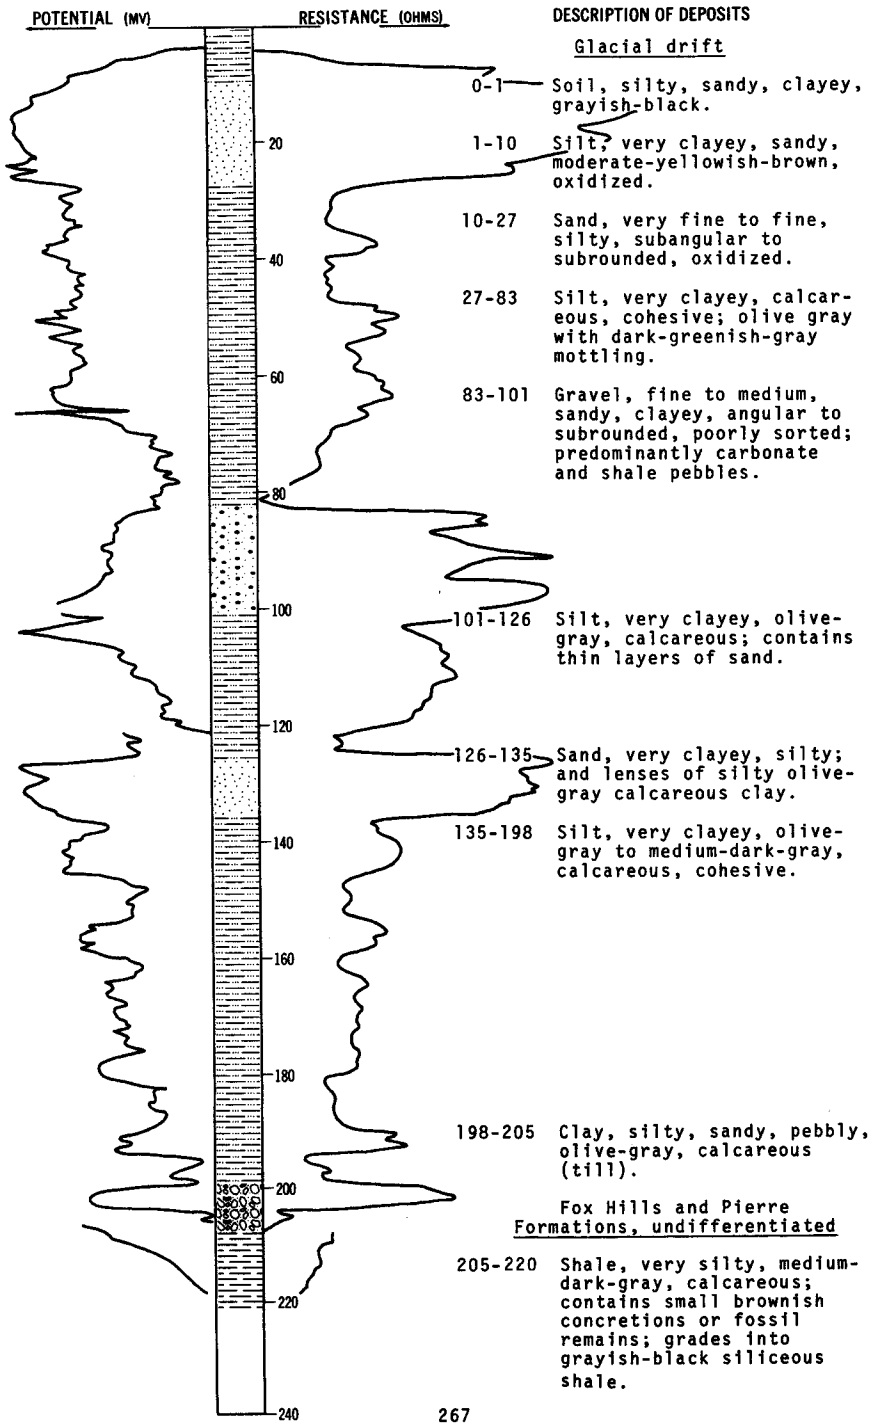 POTENTIAL (MV)
RESISTANCE (OHMS)
DESCRIPTION OF DEPOSITS
Glacial drift
0-1 Soil, silty, sandy, clayey,
grayish-black.
1-10 Silt, very clayey, sandy,
moderate-yellowish-brown,
oxidized.
10-27 Sand, very fine to fine,
silty, subangular to
subrounded, oxidized.
27-83 Silt, very clayey, calcar-
eous, cohesive; olive gray
with dark-greenish-gray
mottling.
83-101 Gravel, fine to medium,
sandy, clayey, angular to
subrounded, poorly sorted;
predominantly carbonate
and shale pebbles.
101-126 Silt, very clayey, olive-
gray, calcareous; contains
thin layers of sand.
126-135 Sand, very clayey, silty;
and lenses of silty olive-
gray calcareous clay.
135-198 Silt, very clayey, olive-
gray to medium-dark-gray,
calcareous, cohesive.
198-205 Clay, silty, sandy, pebbly,
olive-gray, calcareous
(till).
Fox Hills and Pierre
Formations, undifferentiated
205-220 Shale, very silty, medium-
dark-gray, calcareous;
contains small brownish
concretions or fossil
remains; grades into
grayish-black siliceous
shale.
20
40
60
80
100
120
140
160
180
200
220
240
267